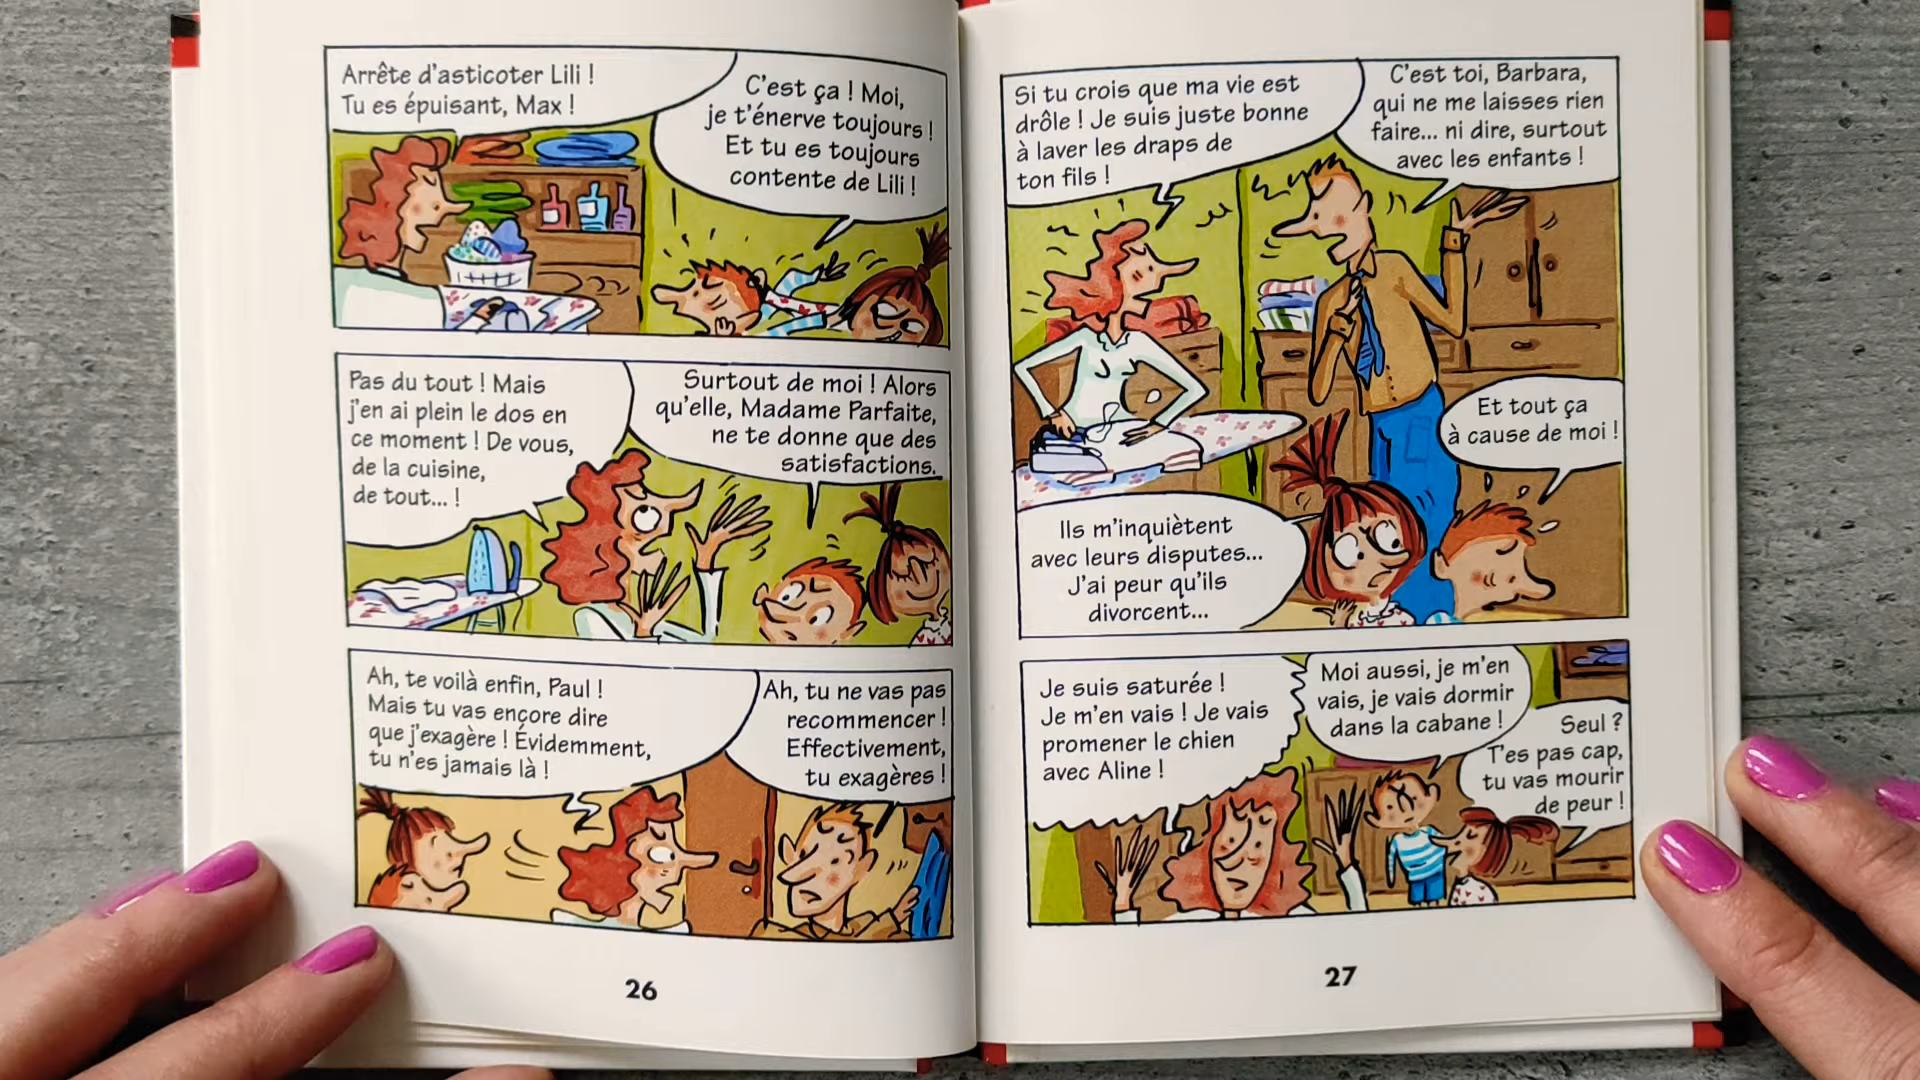 Arrête d'asticoter Lili !
Tu es épuisant, Max !
C'est ça ! Moi,
je t'énerve toujours !
Et tu es toujours
contente de Lili !
Pas du tout ! Mais
j'en ai plein le dos en
ce moment ! De vous,
de la cuisine,
de tout... !
Surtout de moi ! Alors
qu'elle, Madame Parfaite,
ne te donne que des
satisfactions.
Ah, te voilà enfin, Paul !
Mais tu vas encore dire
que j'exagère ! Évidemment,
tu n'es jamais là !
Ah, tu ne vas pas
recommencer !
Effectivement,
tu exagères !
26
Si tu crois que ma vie est
drôle ! Je suis juste bonne
à laver les draps de
ton fils !
C'est toi, Barbara,
qui ne me laisses rien
faire... ni dire, surtout
avec les enfants !
Et tout ça
à cause de moi !
Ils m'inquiètent
avec leurs disputes...
J'ai peur qu'ils
divorcent...
Je suis saturée !
Je m'en vais ! Je vais
promener le chien
avec Aline !
Moi aussi, je m'en
vais, je vais dormir
dans la cabane !
Seul ?
T'es pas cap,
tu vas mourir
de peur !
27